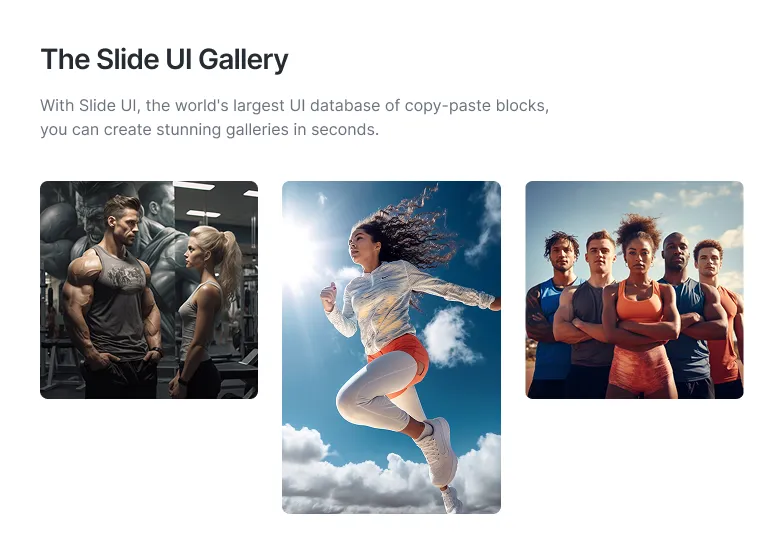 The Slide UI Gallery
With Slide UI, the world's largest UI database of copy-paste blocks,
you can create stunning galleries in seconds.